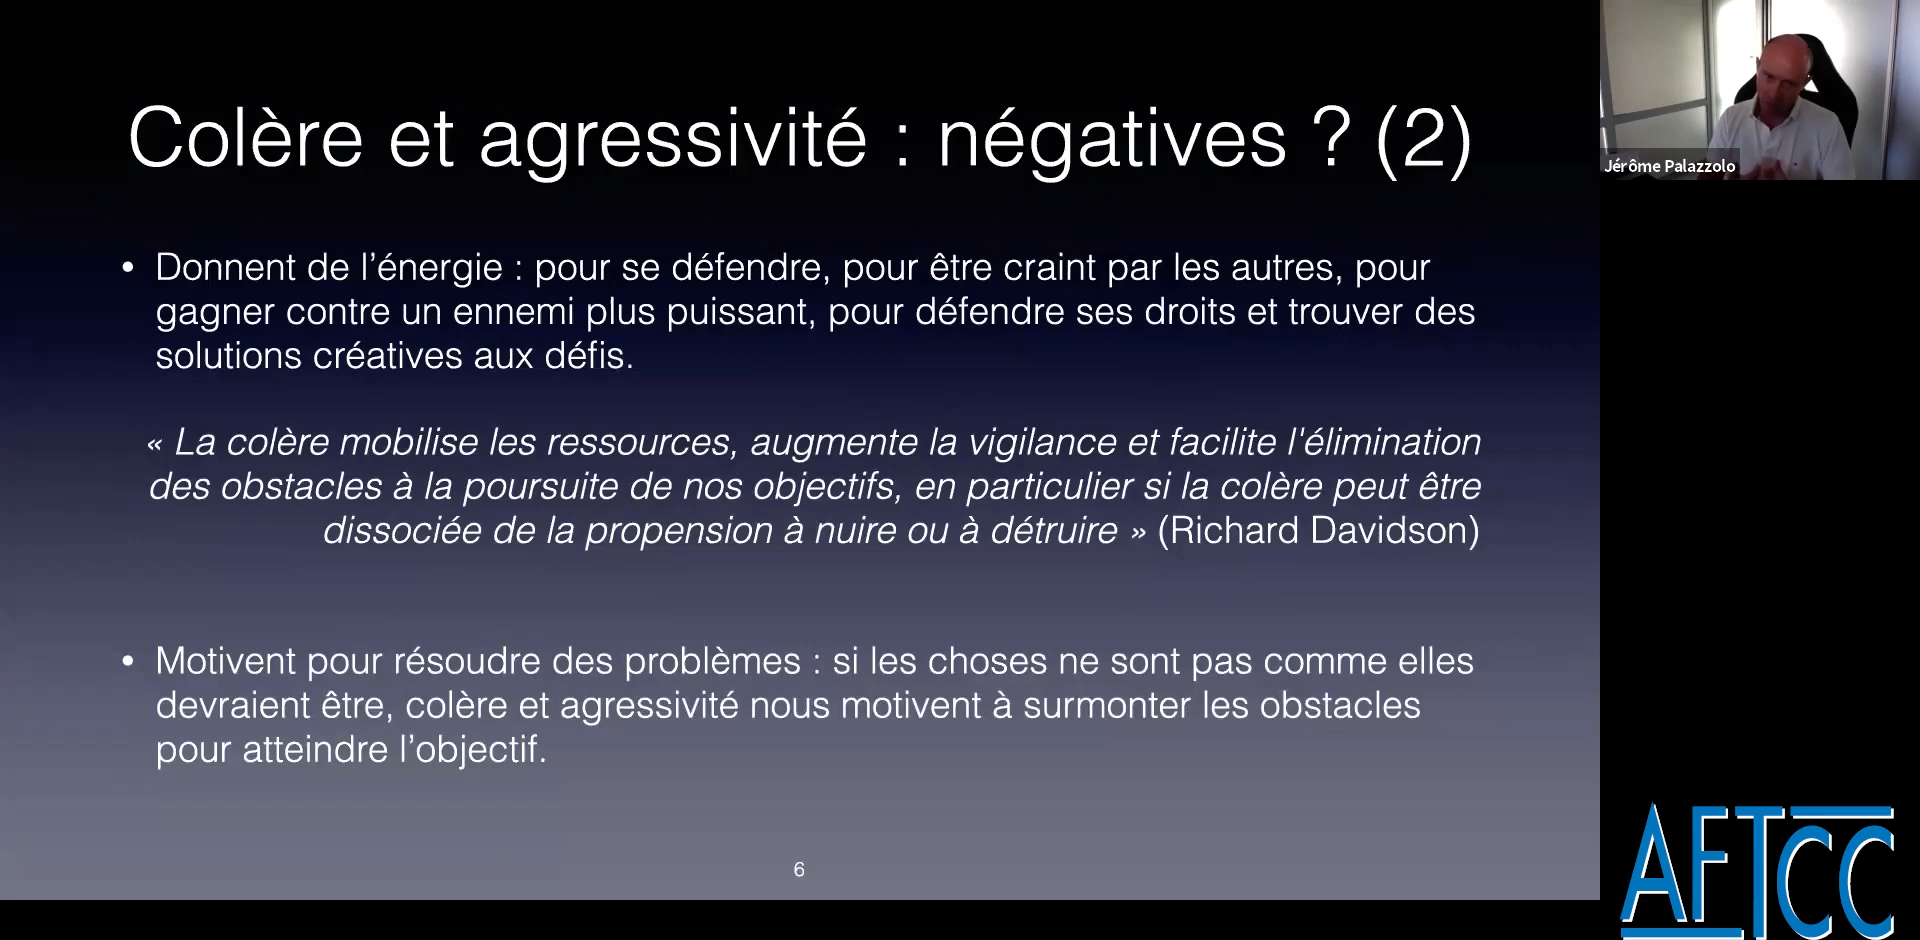 Colère et agressivité : négatives ? (2)
• Donnent de l’énergie : pour se défendre, pour être craint par les autres, pour
gagner contre un ennemi plus puissant, pour défendre ses droits et trouver des
solutions créatives aux défis.
« La colère mobilise les ressources, augmente la vigilance et facilite l'élimination
des obstacles à la poursuite de nos objectifs, en particulier si la colère peut être
dissociée de la propension à nuire ou à détruire » (Richard Davidson)
• Motivent pour résoudre des problèmes : si les choses ne sont pas comme elles
devraient être, colère et agressivité nous motivent à surmonter les obstacles
pour atteindre l’objectif.
6
Jérôme Palazzolo
AFTCC